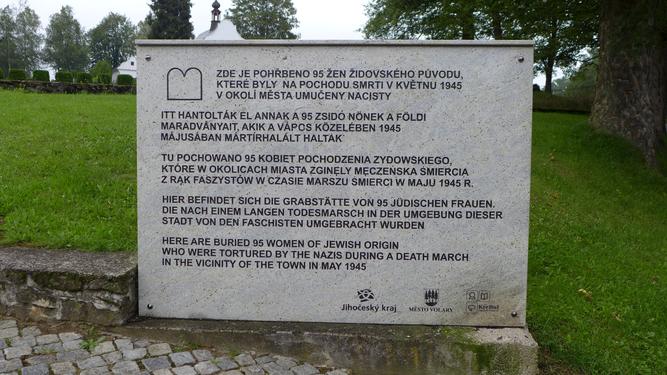 ZDE JE POHŘBENO 95 ŽEN ŽIDOVSKÉHO PŮVODU,
KTERÉ BYLY NA POCHODU SMRTI V KVĚTNU 1945
V OKOLÍ MĚSTA UMUČENY NACISTY
ITT HANTOLTÁK EL ANNAK A 95 ZSIDÓ NŐNEK A FÖLDI
MARADVÁNYAIT, AKIK A VÁPOS KÖZELÉBEN 1945
MÁJUSÁBAN MÁRTÍRHALÁLT HALTAK
TU POCHOWANO 95 KOBIET POCHODZENIA ZYDOWSKIEGO,
KTÓRE W OKOLICACH MIASTA ZGINĘLY MĘCZENSKA ŚMIERCIA
Z RĄK FASZYSTÓW W CZASIE MARSZU ŚMIERCI W MAJU 1945 R.
HIER BEFINDET SICH DIE GRABSTÄTTE VON 95 JÜDISCHEN FRAUEN.
DIE NACH EINEM LANGEN TODESMARSCH IN DER UMGEBUNG DIESER
STADT VON DEN FASCHISTEN UMGEBRACHT WURDEN
HERE ARE BURIED 95 WOMEN OF JEWISH ORIGIN
WHO WERE TORTURED BY THE NAZIS DURING A DEATH MARCH
IN THE VICINITY OF THE TOWN IN MAY 1945
Jihočeský kraj
MĚSTO VOLARY